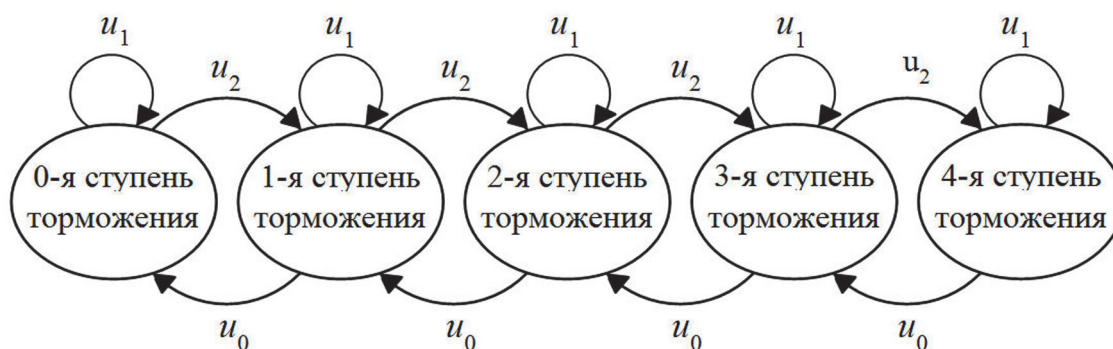 u₁ u₁ u₁ u₁ u₁
u₂ u₂ u₂ u₂
0-я ступень торможения
1-я ступень торможения
2-я ступень торможения
3-я ступень торможения
4-я ступень торможения
u₀ u₀ u₀ u₀